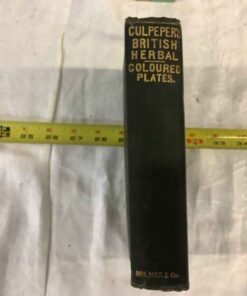 CULPEPER'S
BRITISH
HERBAL
COLOURED
PLATES.
MILNER & Co.